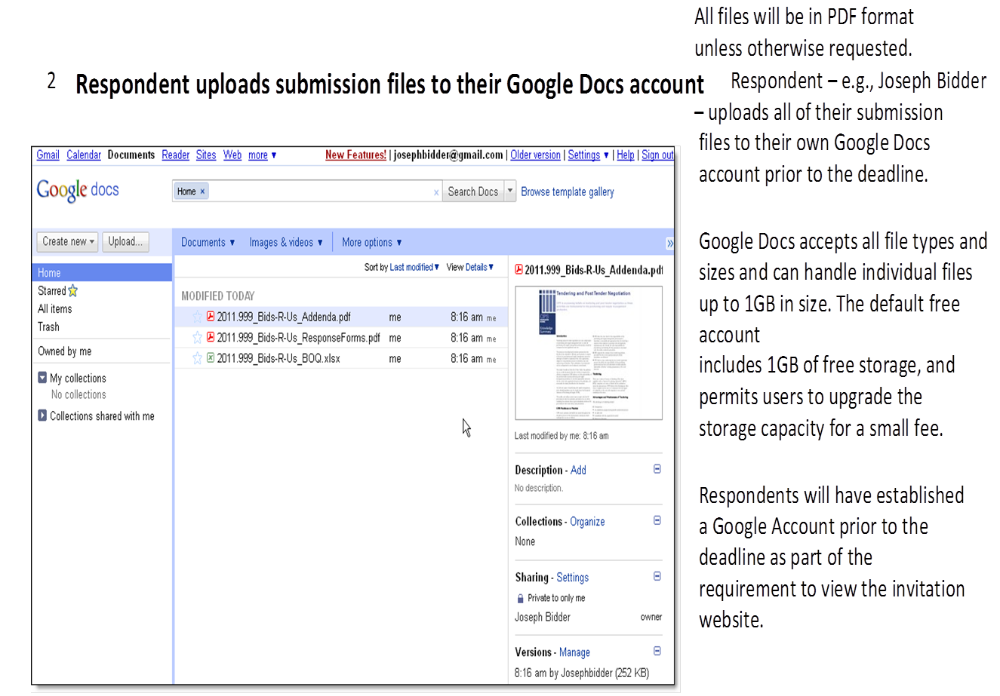 All files will be in PDF format
unless otherwise requested.
2 Respondent uploads submission files to their Google Docs account
Respondent – e.g., Joseph Bidder
– uploads all of their submission
files to their own Google Docs
account prior to the deadline.
Google Docs accepts all file types and
sizes and can handle individual files
up to 1GB in size. The default free
account
includes 1GB of free storage, and
permits users to upgrade the
storage capacity for a small fee.
Respondents will have established
a Google Account prior to the
deadline as part of the
requirement to view the invitation
website.
Gmail Calendar Documents Reader Sites Web more ▼ New Features! | josephbidder@gmail.com | Older version | Settings ▼ | Help | Sign out
Google docs
Home × × Search Docs ▼ Browse template gallery
Create new ▼ Upload... Documents ▼ Images & videos ▼ More options ▼ »
Home
Starred
All items
Trash
Owned by me
My collections
No collections
Collections shared with me
Sort by Last modified ▼ View Details ▼
MODIFIED TODAY
2011.999_Bids-R-Us_Addenda.pdf me 8:16 am me
2011.999_Bids-R-Us_ResponseForms.pdf me 8:16 am me
2011.999_Bids-R-Us_BOQ.xlsx me 8:16 am me
2011.999_Bids-R-Us_Addenda.pdf
Tendering and Post Tender Negotiation
Last modified by me: 8:16 am
Description - Add
No description.
Collections - Organize
None
Sharing - Settings
Private to only me
Joseph Bidder owner
Versions - Manage
8:16 am by Josephbidder (252 KB)